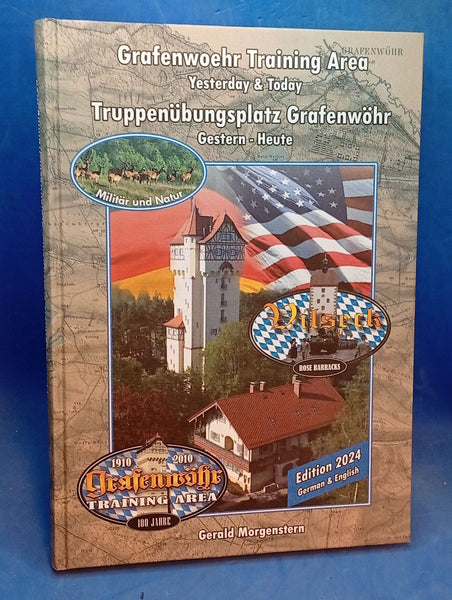 GRAFENWÖHR
Grafenwoehr Training Area
Yesterday & Today
Truppenübungsplatz Grafenwöhr
Gestern - Heute
Militär und Natur
Vilseck
ROSE BARRACKS
1910 2010
Grafenwöhr
TRAINING AREA
100 JAHRE
Edition 2024
German & English
Gerald Morgenstern